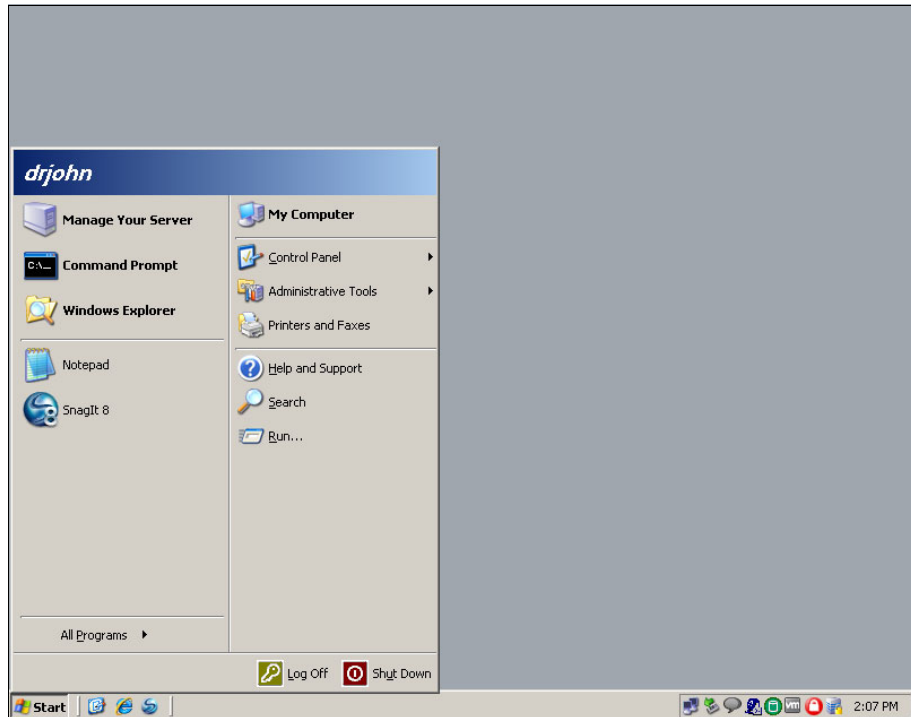 drjohn
Manage Your Server
Command Prompt
Windows Explorer
Notepad
SnagIt 8
All Programs
My Computer
Control Panel
Administrative Tools
Printers and Faxes
Help and Support
Search
Run...
Log Off
Shut Down
Start
2:07 PM